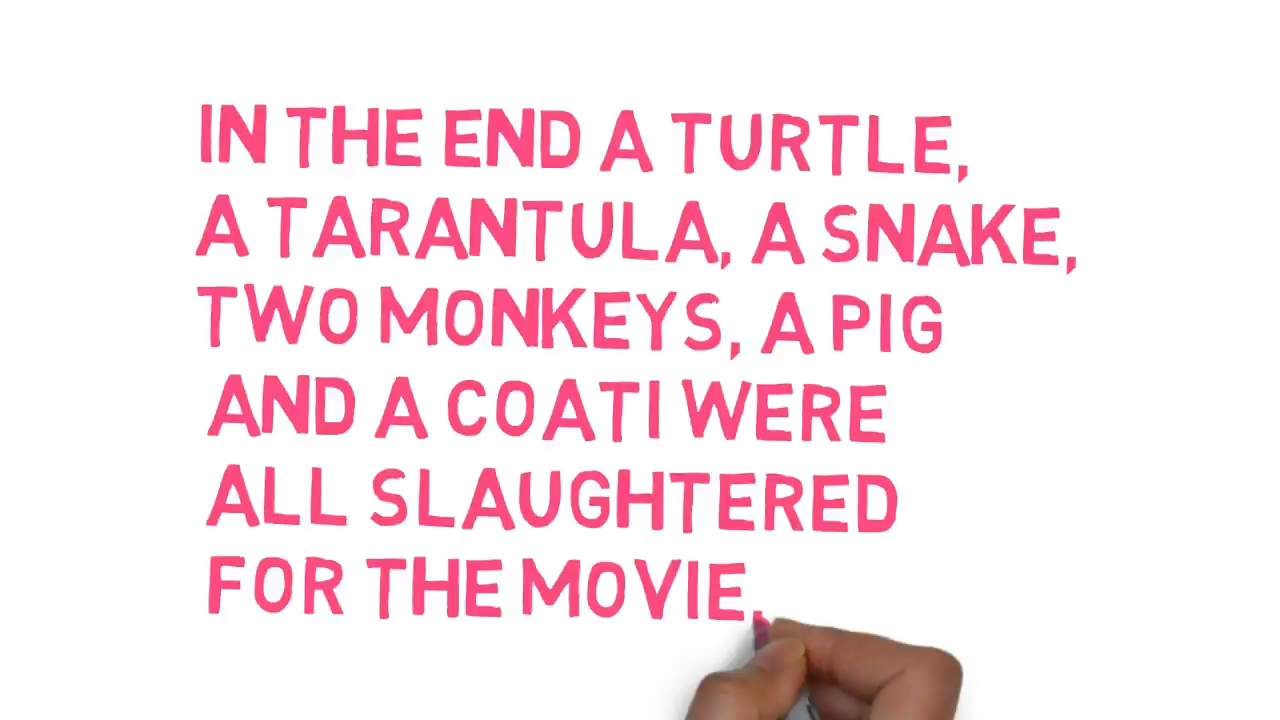 IN THE END A TURTLE,
A TARANTULA, A SNAKE,
TWO MONKEYS, A PIG
AND A COATI WERE
ALL SLAUGHTERED
FOR THE MOVIE.